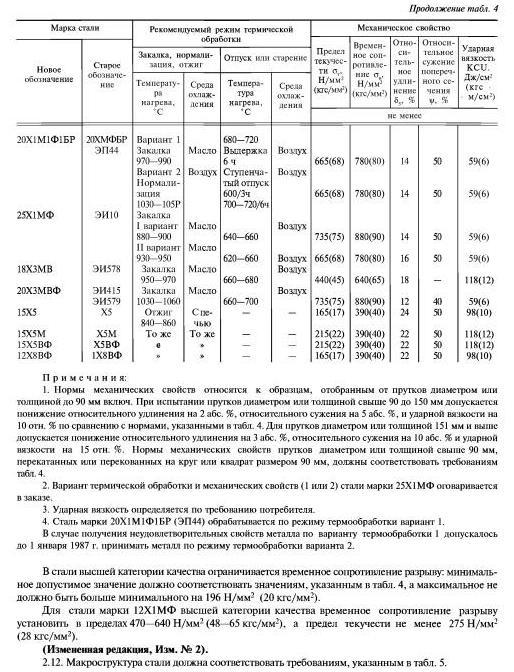 Продолжение табл. 4
Марка стали Рекомендуемый режим термической обработки Механическое свойство
Новое обозначение Старое обозначение Закалка, нормализация, отжиг Отпуск или старение Предел текучести σт, Н/мм² (кгс/мм²) Временное сопротивление σв, Н/мм² (кгс/мм²) Относительное удлинение δ5, % Относительное сужение поперечного сечения ψ, % Ударная вязкость KCU, Дж/см² (кгс·м/см²)
Температура нагрева, °С Среда охлаждения Температура нагрева, °С Среда охлаждения
не менее
20Х1М1Ф1БР 20ХМФБР Вариант 1 680—720
ЭП44 Закалка Масло Выдержка Воздух
970—990 6 ч 665(68) 780(80) 14 50 59(6)
Вариант 2 Воздух Ступенча- Воздух
Нормали- тый отпуск
зация 600/3ч 665(68) 780(80) 14 50 59(6)
1030—105Р 700—720/6ч
25Х1МФ ЭИ10 Закалка
I вариант Масло Воздух
880—900 640—660 735(75) 880(90) 14 50 59(6)
II вариант Масло Воздух
930—950 620—660 665(68) 780(80) 16 50 59(6)
18Х3МВ ЭИ578 Закалка Масло Воздух
950—970 660—680 440(45) 640(65) 18 — 118(12)
20Х3МВФ ЭИ415 Закалка Масло Воздух
ЭИ579 1030—1060 660—700 735(75) 880(90) 12 40 59(6)
15Х5 Х5 Отжиг С пе- — — 165(17) 390(40) 24 50 98(10)
840—860 чью
15Х5М Х5М То же То же — — 215(22) 390(40) 22 50 118(12)
15Х5ВФ Х5ВФ е » — — 215(22) 390(40) 22 50 118(12)
12Х8ВФ 1Х8ВФ » » — — 165(17) 390(40) 22 50 98(10)
Примечания:
1. Нормы механических свойств относятся к образцам, отобранным от прутков диаметром или
толщиной до 90 мм включ. При испытании прутков диаметром или толщиной свыше 90 до 150 мм допускается
понижение относительного удлинения на 2 абс. %, относительного сужения на 5 абс. %, и ударной вязкости на
10 отн. % по сравнению с нормами, указанными в табл. 4. Для прутков диаметром или толщиной 151 мм и выше
допускается понижение относительного удлинения на 3 абс. %, относительного сужения на 10 абс. % и ударной
вязкости на 15 отн. %. Нормы механических свойств прутков диаметром или толщиной свыше 90 мм,
перекатанных или перекованных на круг или квадрат размером 90 мм, должны соответствовать требованиям
табл. 4.
2. Вариант термической обработки и механических свойств (1 или 2) стали марки 25Х1МФ оговаривается
в заказе.
3. Ударная вязкость определяется по требованию потребителя.
4. Сталь марки 20Х1М1Ф1БР (ЭП44) обрабатывается по режиму термообработки вариант 1.
В случае получения неудовлетворительных свойств металла по варианту термообработки 1 допускалось
до 1 января 1987 г. принимать металл по режиму термообработки варианта 2.
В стали высшей категории качества ограничивается временное сопротивление разрыву: минималь-
ное допустимое значение должно соответствовать значениям, указанным в табл. 4, а максимальное не
должно быть больше минимального на 196 Н/мм² (20 кгс/мм²).
Для стали марки 12Х1МФ высшей категории качества временное сопротивление разрыву
установить в пределах 470—640 Н/мм² (48—65 кгс/мм²), а предел текучести не менее 275 Н/мм²
(28 кгс/мм²).
(Измененная редакция, Изм. № 2).
2.12. Макроструктура стали должна соответствовать требованиям, указанным в табл. 5.